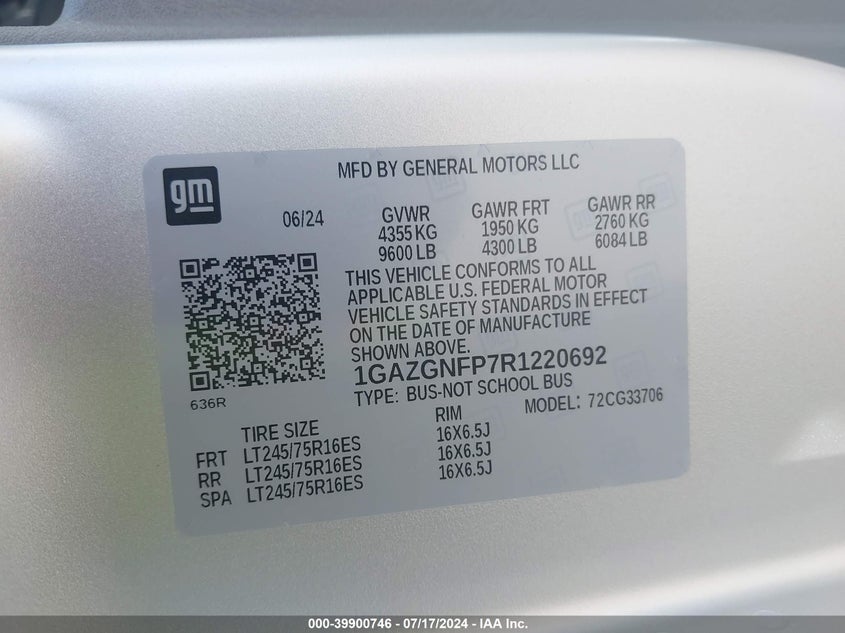 gm
MFD BY GENERAL MOTORS LLC
06/24
GVWR
4355 KG
9600 LB
GAWR FRT
1950 KG
4300 LB
GAWR RR
2760 KG
6084 LB
THIS VEHICLE CONFORMS TO ALL
APPLICABLE U.S. FEDERAL MOTOR
VEHICLE SAFETY STANDARDS IN EFFECT
ON THE DATE OF MANUFACTURE
SHOWN ABOVE.
1GAZGNFP7R1220692
TYPE: BUS-NOT SCHOOL BUS
636R
MODEL: 72CG33706
TIRE SIZE RIM
FRT LT245/75R16ES 16X6.5J
RR LT245/75R16ES 16X6.5J
SPA LT245/75R16ES 16X6.5J
000-39900746 - 07/17/2024 - IAA Inc.